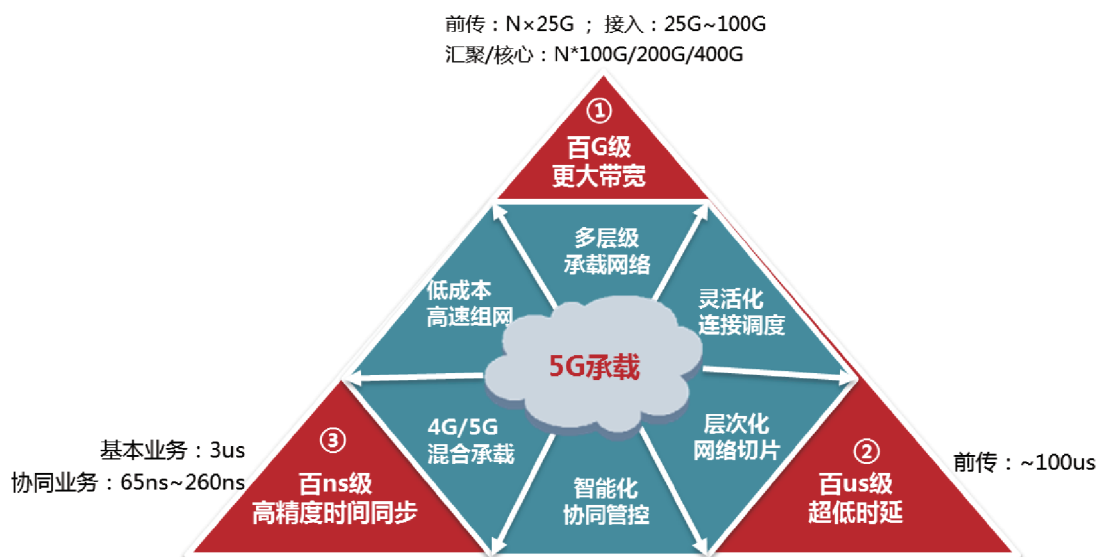 前传：N×25G ； 接入：25G~100G
汇聚/核心：N*100G/200G/400G
①
百G级
更大带宽
多层级
承载网络
低成本
高速组网
灵活化
连接调度
5G承载
4G/5G
混合承载
层次化
网络切片
智能化
协同管控
③
百ns级
高精度时间同步
②
百us级
超低时延
基本业务：3us
协同业务：65ns~260ns
前传：~100us